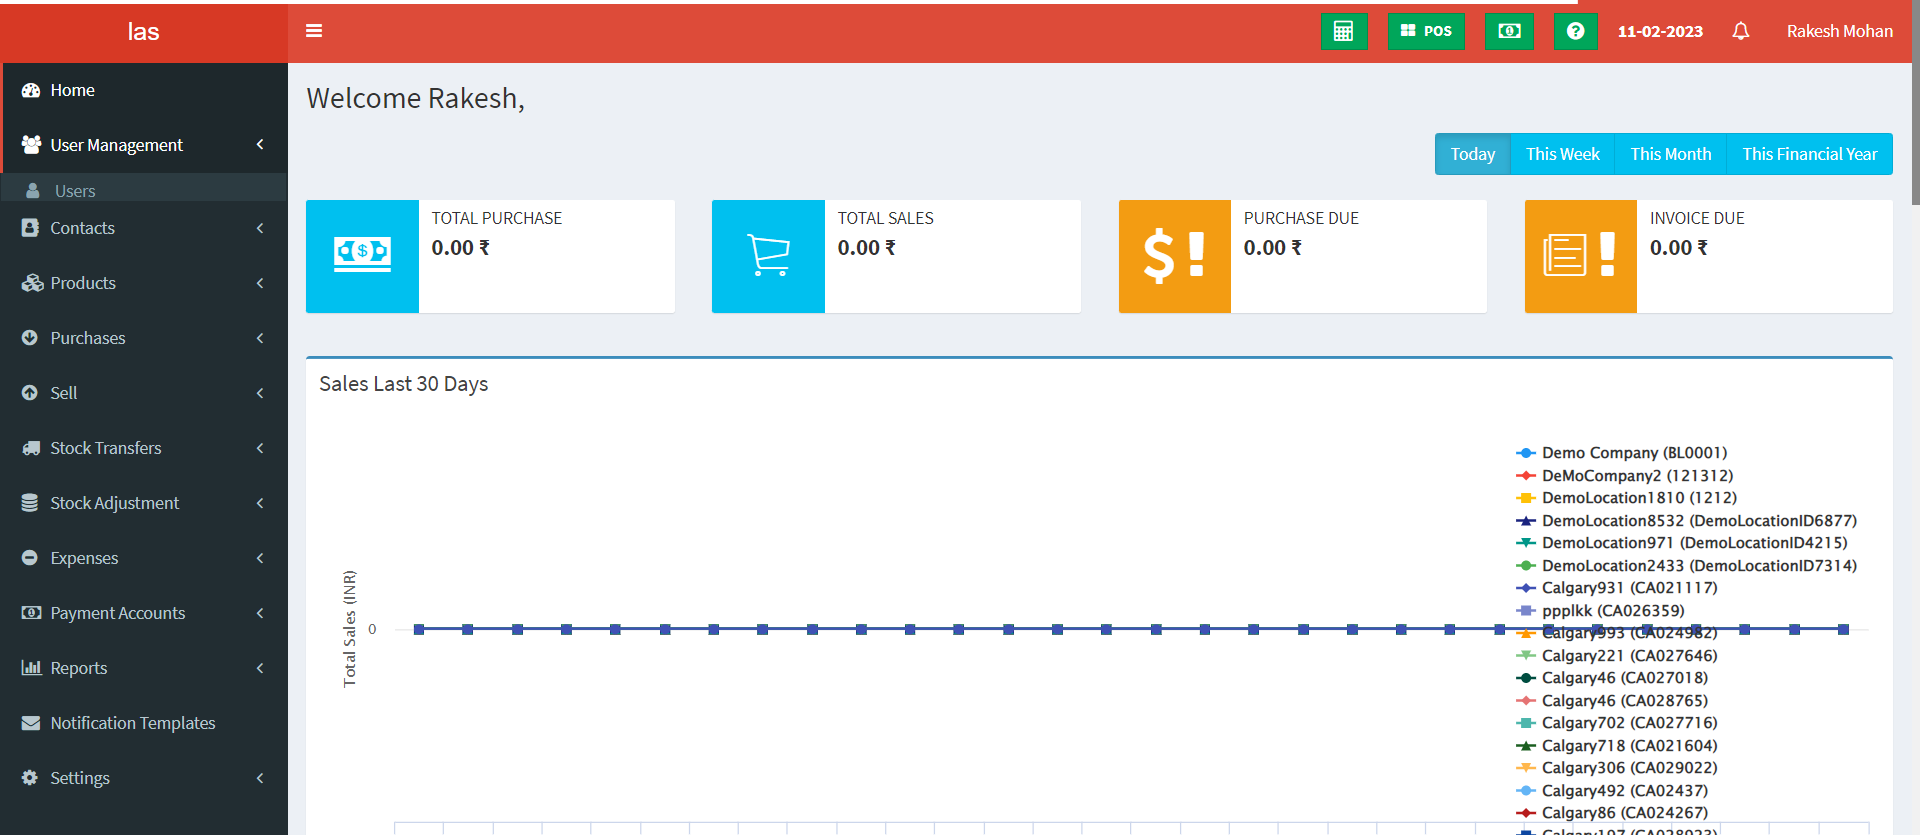 las
POS
11-02-2023
Rakesh Mohan
Home
User Management
Users
Contacts
Products
Purchases
Sell
Stock Transfers
Stock Adjustment
Expenses
Payment Accounts
Reports
Notification Templates
Settings
Welcome Rakesh,
Today
This Week
This Month
This Financial Year
TOTAL PURCHASE
0.00 ₹
TOTAL SALES
0.00 ₹
PURCHASE DUE
0.00 ₹
INVOICE DUE
0.00 ₹
Sales Last 30 Days
Total Sales (INR)
0
Demo Company (BL0001)
DeMoCompany2 (121312)
DemoLocation1810 (1212)
DemoLocation8532 (DemoLocationID6877)
DemoLocation971 (DemoLocationID4215)
DemoLocation2433 (DemoLocationID7314)
Calgary931 (CA021117)
ppplkk (CA026359)
Calgary993 (CA024982)
Calgary221 (CA027646)
Calgary46 (CA027018)
Calgary46 (CA028765)
Calgary702 (CA027716)
Calgary718 (CA021604)
Calgary306 (CA029022)
Calgary492 (CA02437)
Calgary86 (CA024267)